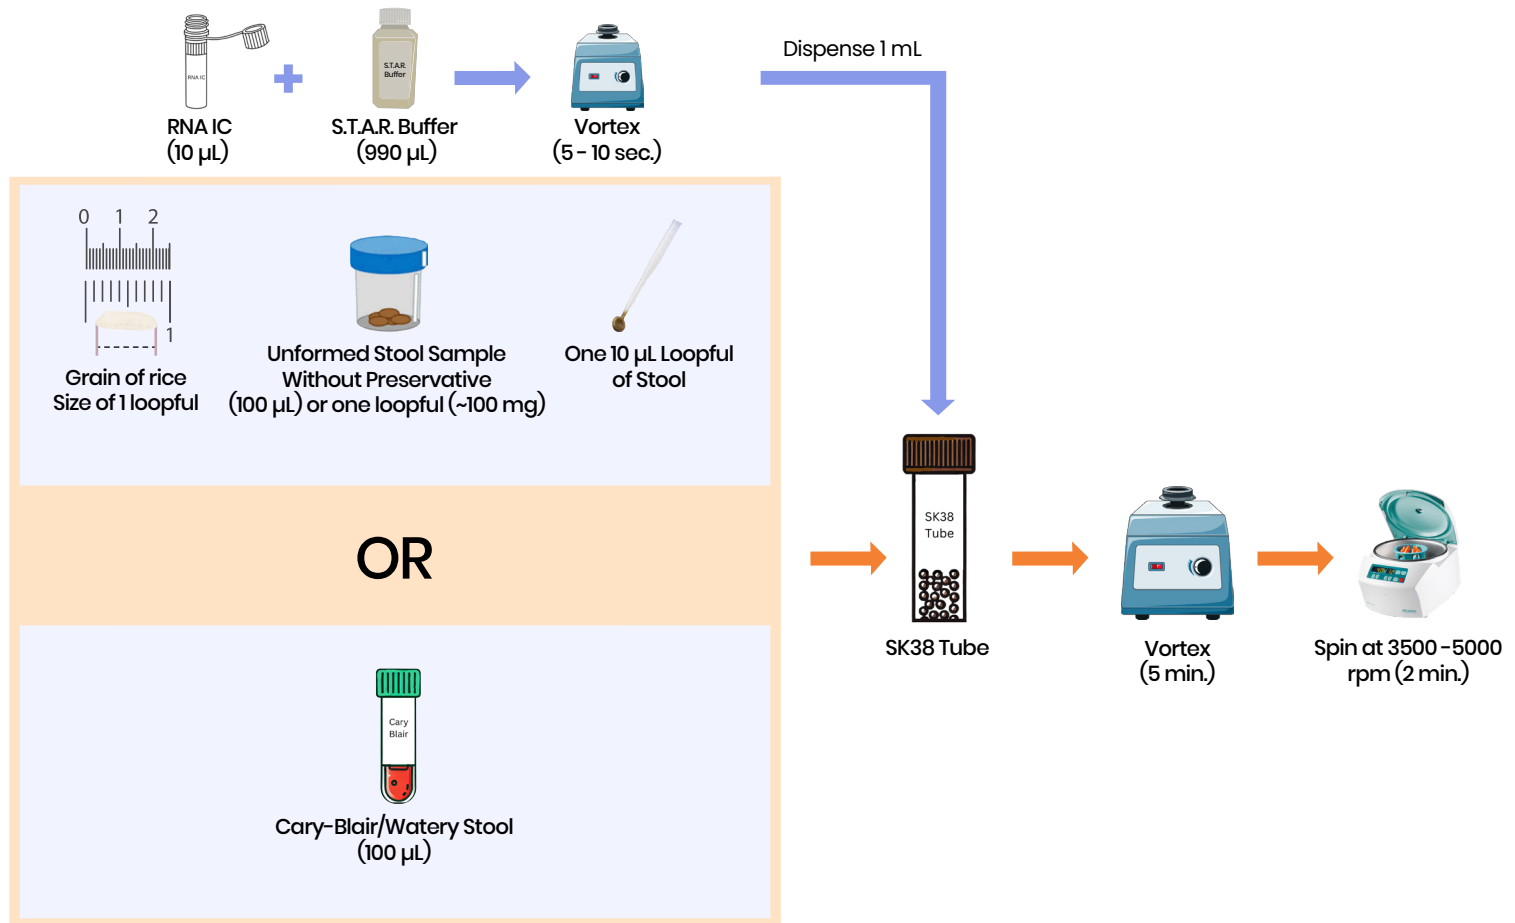 RNA IC
S.T.A.R.
Buffer
Dispense 1 mL
RNA IC
(10 µL)
S.T.A.R. Buffer
(990 µL)
Vortex
(5 - 10 sec.)
0 1 2
1
Grain of rice
Size of 1 loopful
Unformed Stool Sample
Without Preservative
(100 µL) or one loopful (~100 mg)
One 10 µL Loopful
of Stool
OR
Cary
Blair
Cary-Blair/Watery Stool
(100 µL)
SK38
Tube
SK38 Tube
Vortex
(5 min.)
Spin at 3500 -5000
rpm (2 min.)